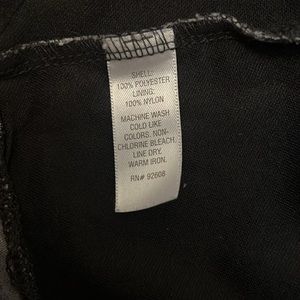 SHELL:
100% POLYESTER
LINING:
100% NYLON
MACHINE WASH
COLD LIKE
COLORS. NON-
CHLORINE BLEACH.
LINE DRY.
WARM IRON.
RN# 92608